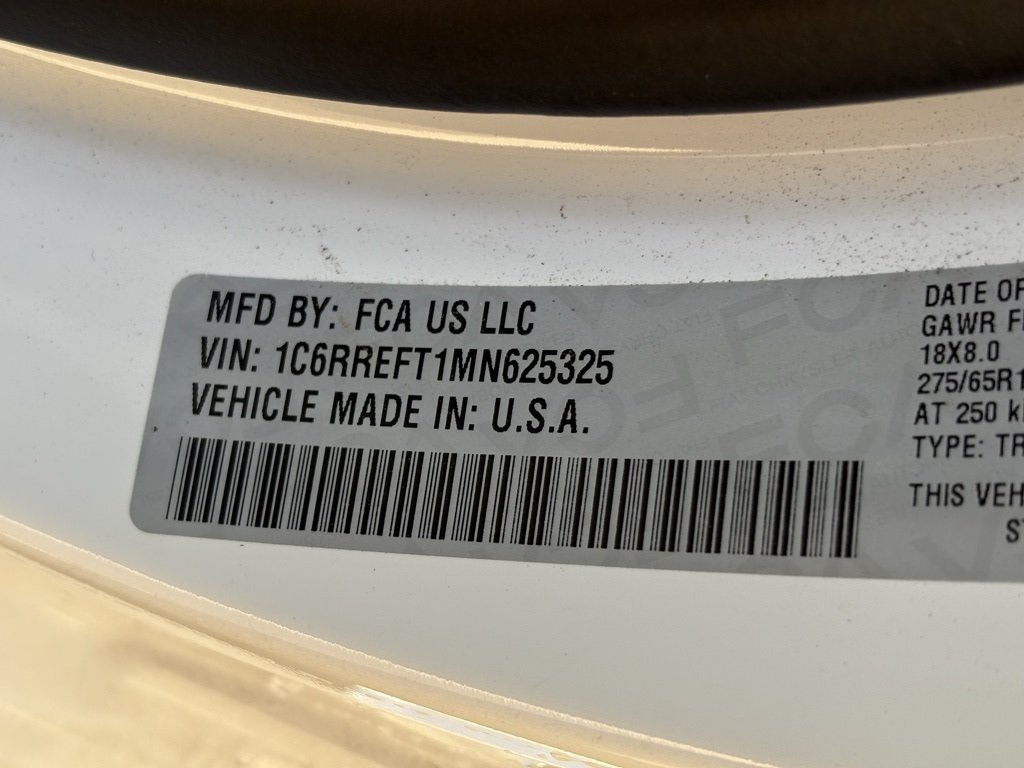 MFD BY: FCA US LLC
VIN: 1C6RREFT1MN625325
VEHICLE MADE IN: U.S.A.
DATE OF
GAWR F
18X8.0
275/65R1
AT 250 k
TYPE: TR
THIS VEH
S